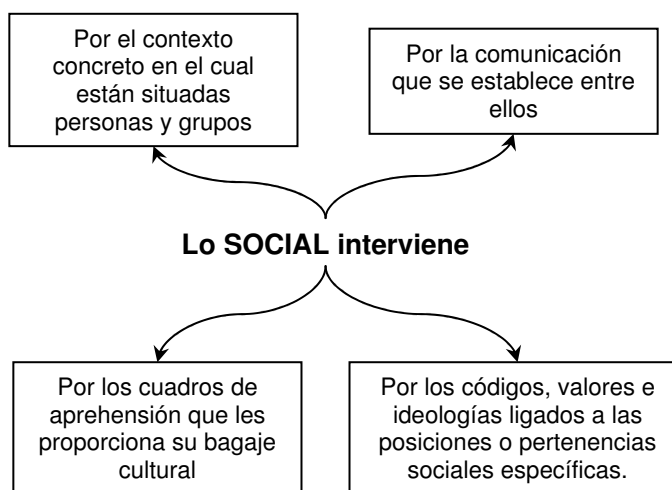 Por el contexto
concreto en el cual
están situadas
personas y grupos
Por la comunicación
que se establece entre
ellos
Lo SOCIAL interviene
Por los cuadros de
aprehensión que les
proporciona su bagaje
cultural
Por los códigos, valores e
ideologías ligados a las
posiciones o pertenencias
sociales específicas.